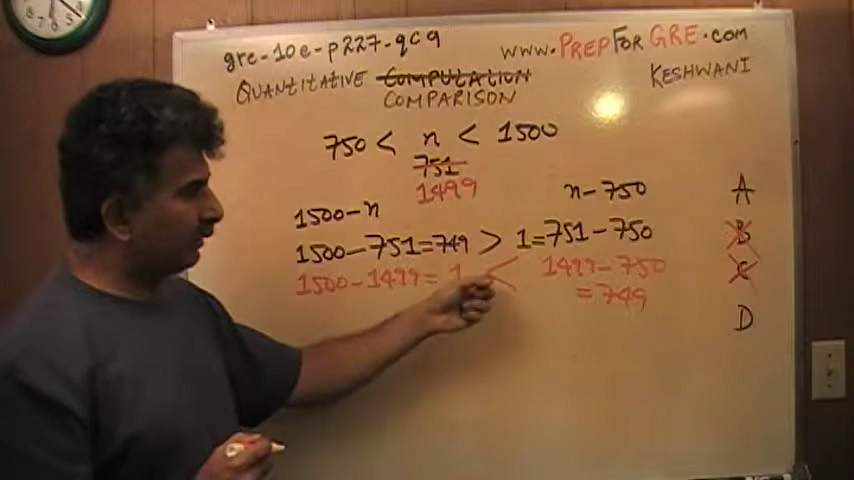 gre-10e-p227-qc9
www.PREPFORGRE.com
QUANTITATIVE COMPUTATION KESHWANI
COMPARISON
750 < n < 1500
751
1499
1500-n n-750 A
1500-751=749 > 1=751-750 B
1500-1499= 1 < 1499-750 C
=749
D